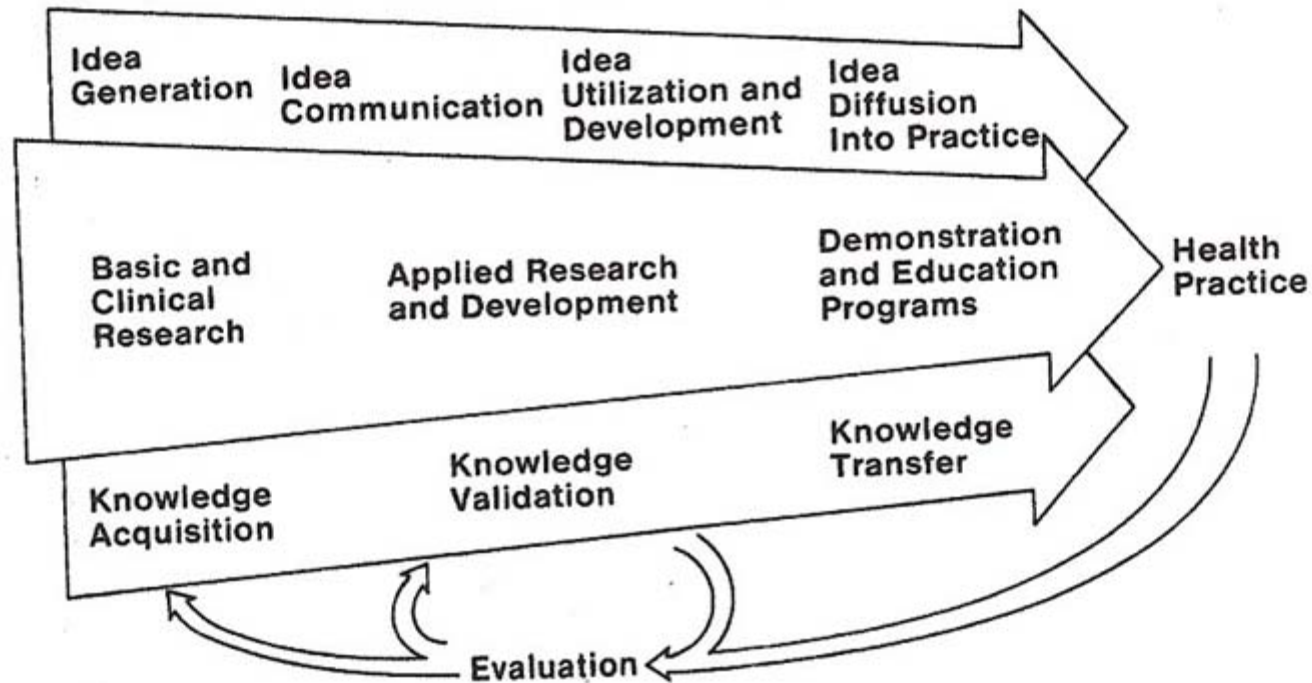 Idea
Generation
Idea
Communication
Idea
Utilization and
Development
Idea
Diffusion
Into Practice
Basic and
Clinical
Research
Applied Research
and Development
Demonstration
and Education
Programs
Health
Practice
Knowledge
Acquisition
Knowledge
Validation
Knowledge
Transfer
Evaluation